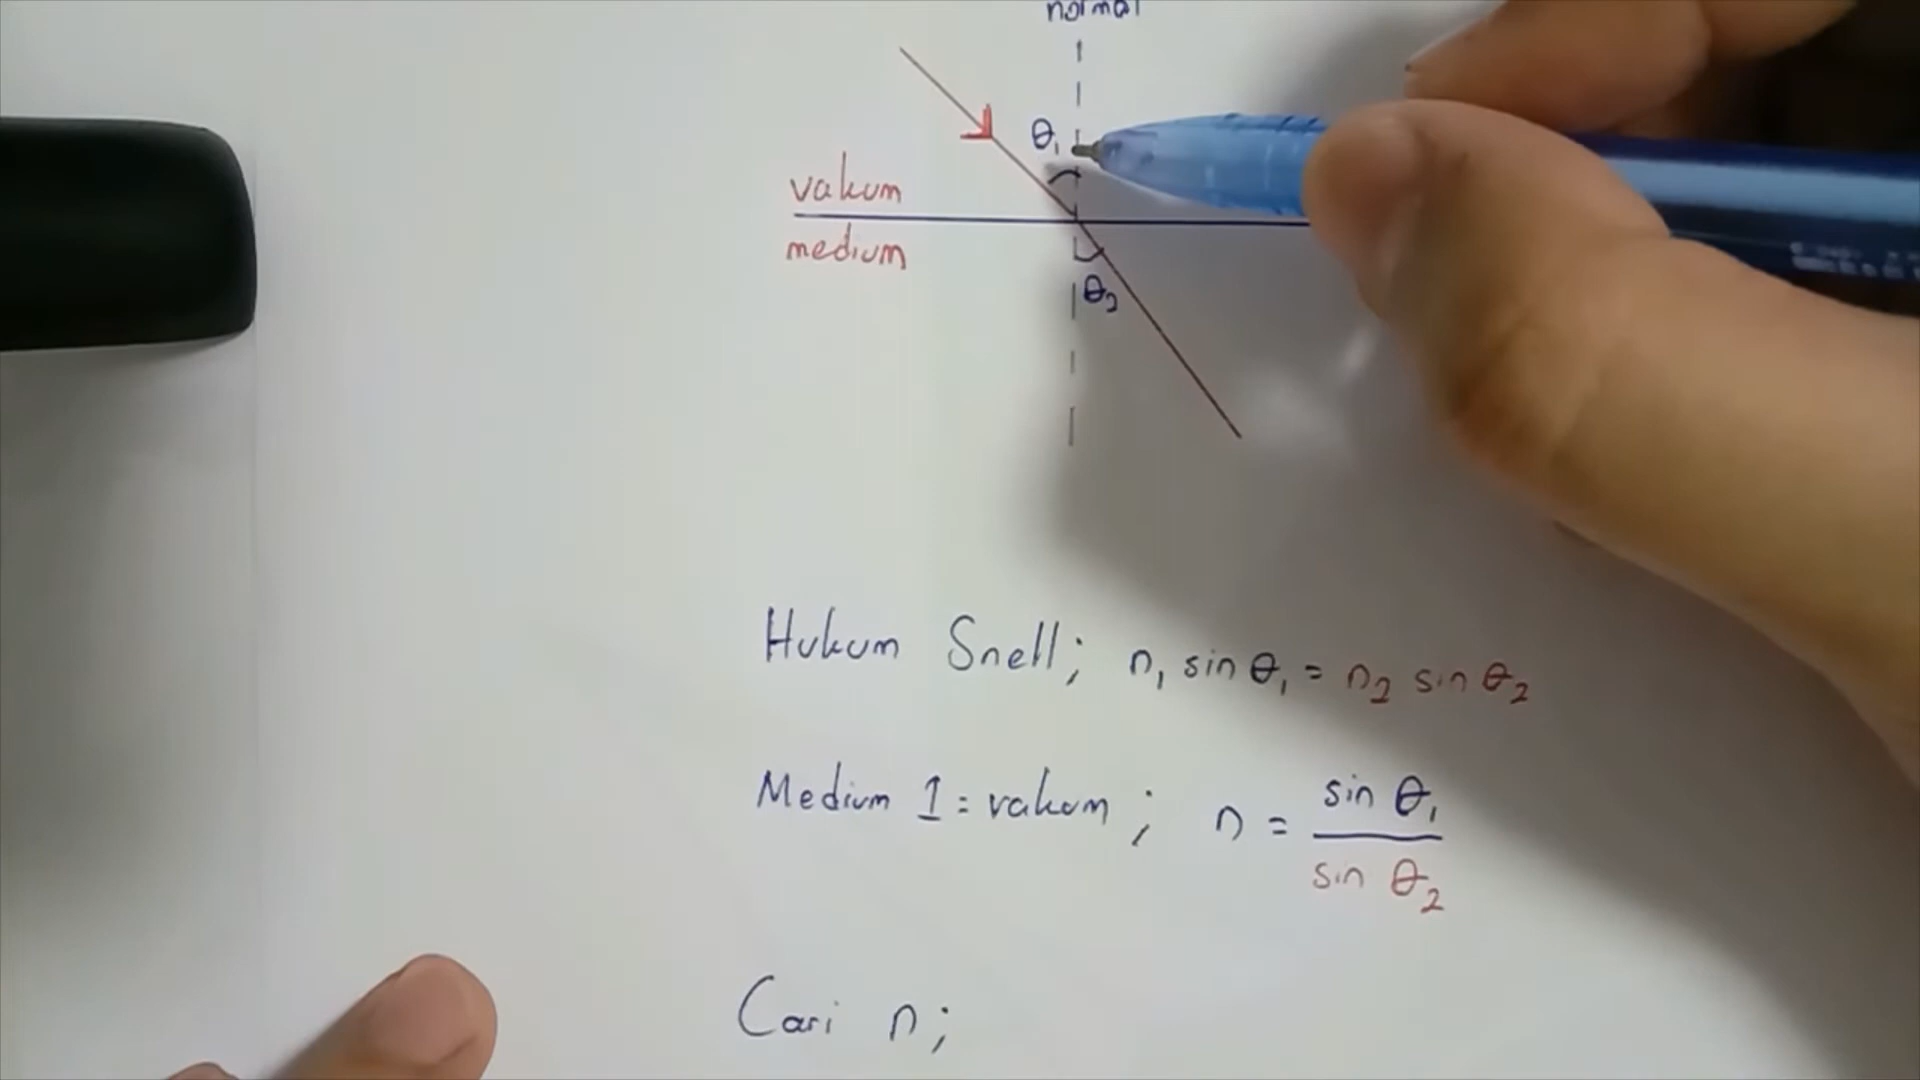 normal
θ₁
vakum
medium
θ₂
Hukum Snell; n₁ sin θ₁ = n₂ sin θ₂
Medium 1 = vakum ; n = sin θ₁ / sin θ₂
Cari n;